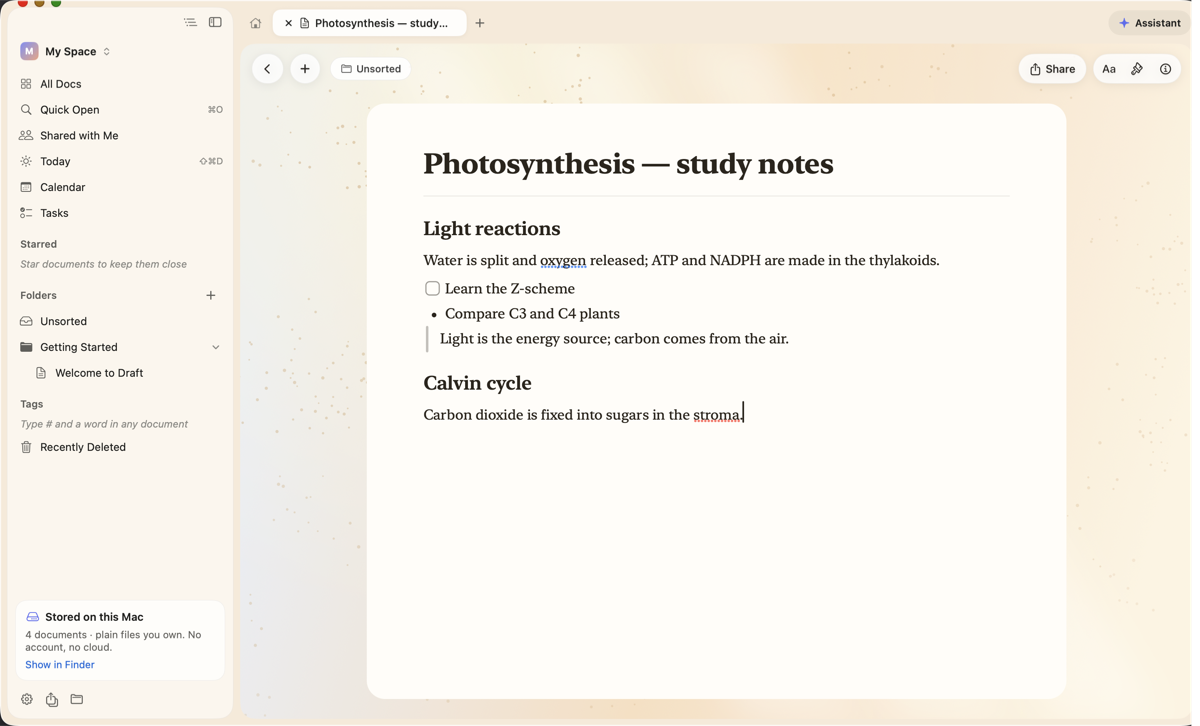 Photosynthesis — study...
Assistant
M My Space
All Docs
Quick Open ⌘O
Shared with Me
Today ⇧⌘D
Calendar
Tasks
Starred
Star documents to keep them close
Folders
Unsorted
Getting Started
Welcome to Draft
Tags
Type # and a word in any document
Recently Deleted
Stored on this Mac
4 documents · plain files you own. No
account, no cloud.
Show in Finder
Unsorted
Share
Aa
Photosynthesis — study notes
Light reactions
Water is split and oxygen released; ATP and NADPH are made in the thylakoids.
Learn the Z-scheme
• Compare C3 and C4 plants
Light is the energy source; carbon comes from the air.
Calvin cycle
Carbon dioxide is fixed into sugars in the stroma.